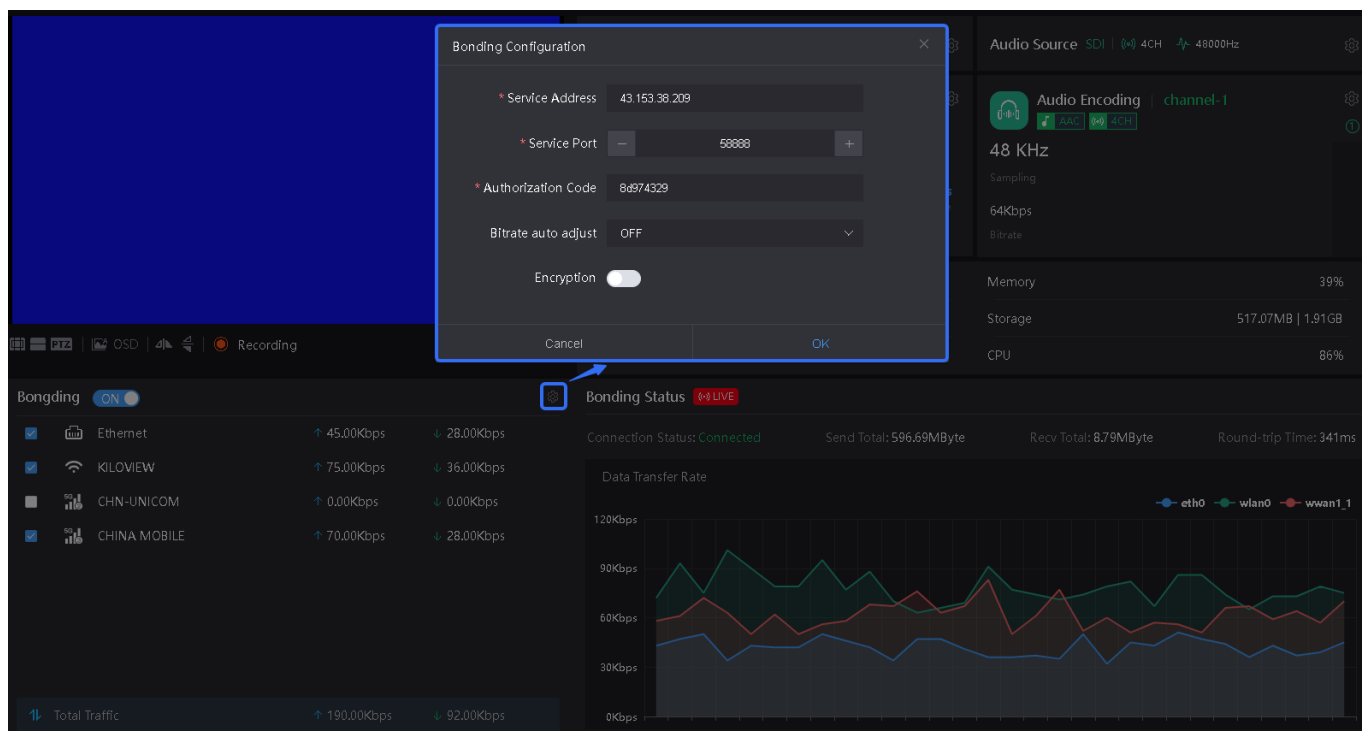 Bonding Configuration
* Service Address 43.153.38.209
* Service Port − 58888 +
* Authorization Code 8d974329
Bitrate auto adjust OFF
Encryption
Cancel OK
Audio Source SDI | 4CH 48000Hz
Audio Encoding | channel-1
AAC 4CH
1
48 KHz
Sampling
64Kbps
Bitrate
Memory 39%
Storage 517.07MB | 1.91GB
CPU 86%
PTZ | OSD | | Recording
Bongding ON
Ethernet ↑ 45.00Kbps ↓ 28.00Kbps
KILOVIEW ↑ 75.00Kbps ↓ 36.00Kbps
5G CHN-UNICOM ↑ 0.00Kbps ↓ 0.00Kbps
5G CHINA MOBILE ↑ 70.00Kbps ↓ 28.00Kbps
Total Traffic ↑ 190.00Kbps ↓ 92.00Kbps
Bonding Status LIVE
Connection Status: Connected Send Total: 596.69MByte Recv Total: 8.79MByte Round-trip Time: 341ms
Data Transfer Rate
eth0 wlan0 wwan1_1
120Kbps
90Kbps
60Kbps
30Kbps
0Kbps